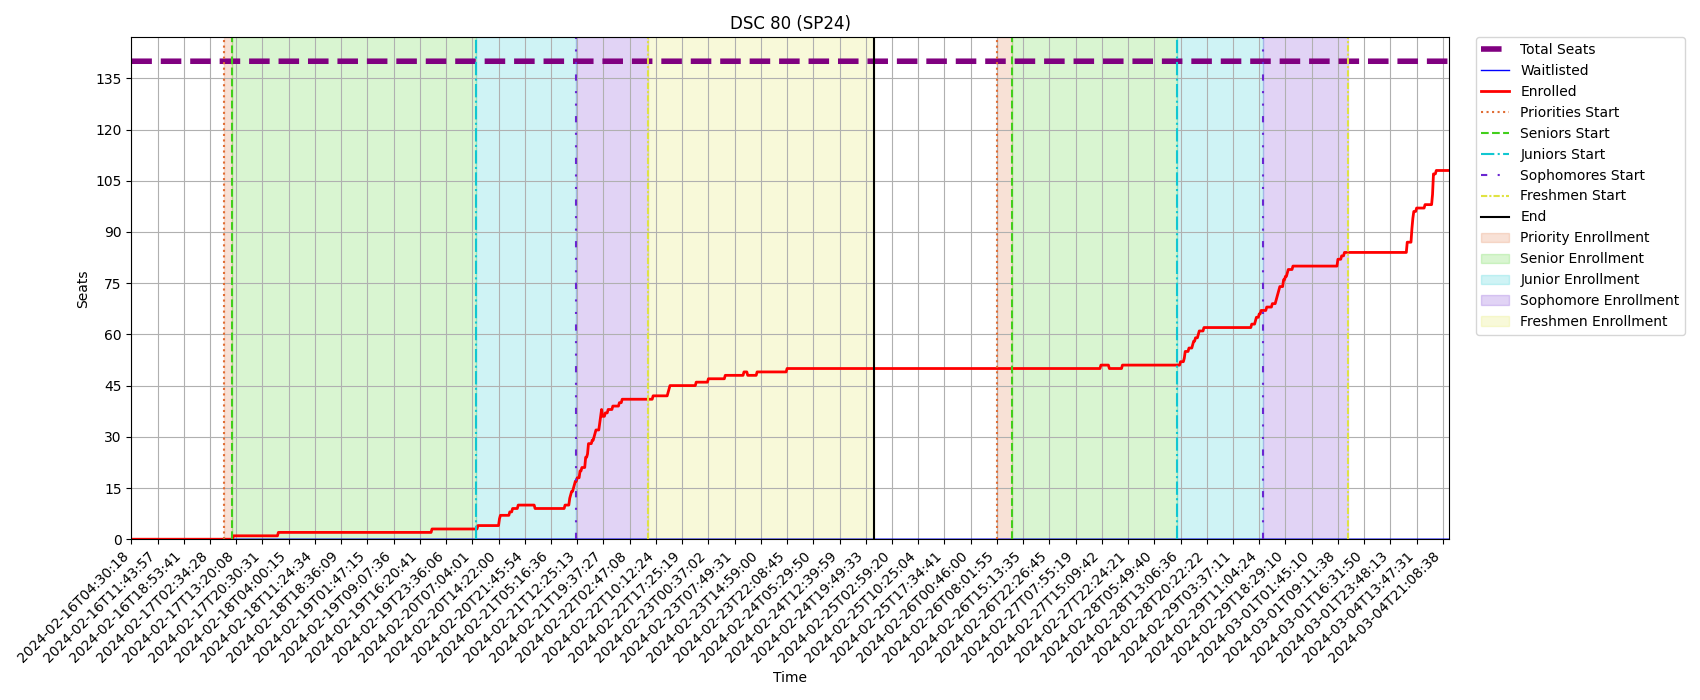 DSC 80 (SP24)
Seats
135
120
105
90
75
60
45
30
15
0
2024-02-16T04:30:18
2024-02-16T11:43:57
2024-02-16T18:53:41
2024-02-17T02:34:28
2024-02-17T13:20:08
2024-02-17T20:30:31
2024-02-18T04:00:15
2024-02-18T11:24:34
2024-02-18T18:36:09
2024-02-19T01:47:15
2024-02-19T09:07:36
2024-02-19T16:20:41
2024-02-19T23:36:06
2024-02-20T07:04:01
2024-02-20T14:22:00
2024-02-20T21:45:54
2024-02-21T05:16:36
2024-02-21T12:25:13
2024-02-21T19:37:27
2024-02-22T02:47:08
2024-02-22T10:12:24
2024-02-22T17:25:19
2024-02-23T00:37:02
2024-02-23T07:49:31
2024-02-23T14:59:00
2024-02-23T22:08:45
2024-02-24T05:29:50
2024-02-24T12:39:59
2024-02-24T19:49:33
2024-02-25T02:59:20
2024-02-25T10:25:04
2024-02-25T17:34:41
2024-02-26T00:46:00
2024-02-26T08:01:55
2024-02-26T15:13:35
2024-02-26T22:26:45
2024-02-27T07:55:19
2024-02-27T15:09:42
2024-02-27T22:24:21
2024-02-28T05:49:40
2024-02-28T13:06:36
2024-02-28T20:22:22
2024-02-29T03:37:11
2024-02-29T11:04:24
2024-02-29T18:29:10
2024-03-01T01:45:10
2024-03-01T09:11:38
2024-03-01T16:31:50
2024-03-01T23:48:13
2024-03-04T13:47:31
2024-03-04T21:08:38
Time
Total Seats
Waitlisted
Enrolled
Priorities Start
Seniors Start
Juniors Start
Sophomores Start
Freshmen Start
End
Priority Enrollment
Senior Enrollment
Junior Enrollment
Sophomore Enrollment
Freshmen Enrollment